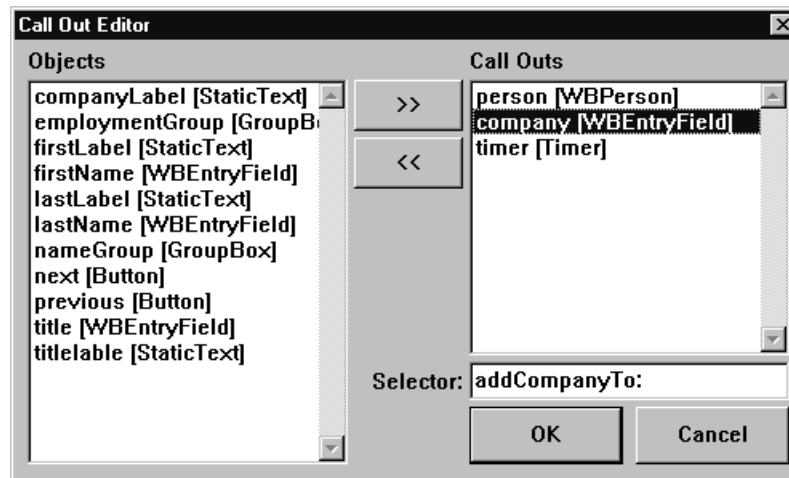 Call Out Editor
Objects
companyLabel [StaticText]
employmentGroup [GroupB
firstLabel [StaticText]
firstName [WBEntryField]
lastLabel [StaticText]
lastName [WBEntryField]
nameGroup [GroupBox]
next [Button]
previous [Button]
title [WBEntryField]
titlelable [StaticText]
>>
<<
Call Outs
person [WBPerson]
company [WBEntryField]
timer [Timer]
Selector: addCompanyTo:
OK Cancel